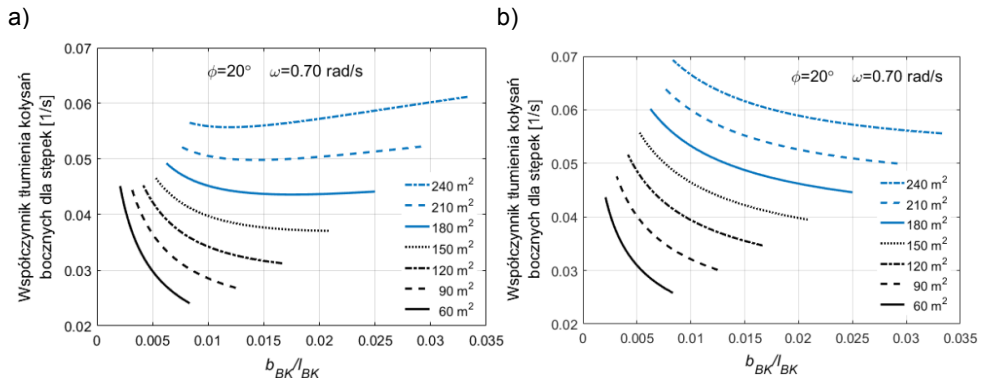 a)
0.07
0.06
0.05
0.04
0.03
0.02
Współczynnik tłumienia kołysań
bocznych dla stępek [1/s]
ϕ=20° ω=0.70 rad/s
240 m²
210 m²
180 m²
150 m²
120 m²
90 m²
60 m²
0 0.005 0.01 0.015 0.02 0.025 0.03 0.035
b_BK/l_BK
b)
0.07
0.06
0.05
0.04
0.03
0.02
Współczynnik tłumienia kołysań
bocznych dla stępek [1/s]
ϕ=20° ω=0.70 rad/s
240 m²
210 m²
180 m²
150 m²
120 m²
90 m²
60 m²
0 0.005 0.01 0.015 0.02 0.025 0.03 0.035
b_BK/l_BK